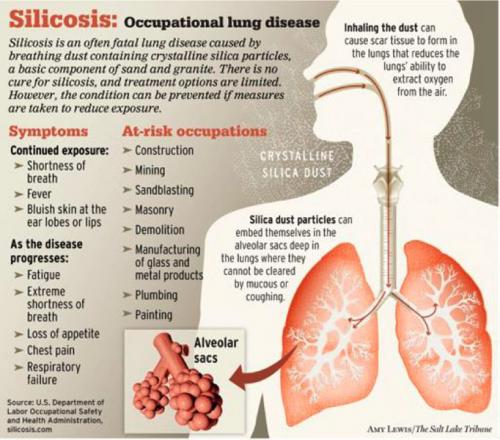 Silicosis: Occupational lung disease
Silicosis is an often fatal lung disease caused by
breathing dust containing crystalline silica particles,
a basic component of sand and granite. There is no
cure for silicosis, and treatment options are limited.
However, the condition can be prevented if measures
are taken to reduce exposure.
Symptoms
Continued exposure:
➤ Shortness of
breath
➤ Fever
➤ Bluish skin at the
ear lobes or lips
As the disease
progresses:
➤ Fatigue
➤ Extreme
shortness of
breath
➤ Loss of appetite
➤ Chest pain
➤ Respiratory
failure
At-risk occupations
➤ Construction
➤ Mining
➤ Sandblasting
➤ Masonry
➤ Demolition
➤ Manufacturing
of glass and
metal products
➤ Plumbing
➤ Painting
Inhaling the dust can
cause scar tissue to form in
the lungs that reduces the
lungs' ability to
extract oxygen
from the air.
CRYSTALLINE
SILICA DUST
Silica dust particles can
embed themselves in the
alveolar sacs deep in
the lungs where they
cannot be cleared
by mucous or
coughing.
Alveolar
sacs
Source: U.S. Department of
Labor Occupational Safety
and Health Administration,
silicosis.com
AMY LEWIS/The Salt Lake Tribune